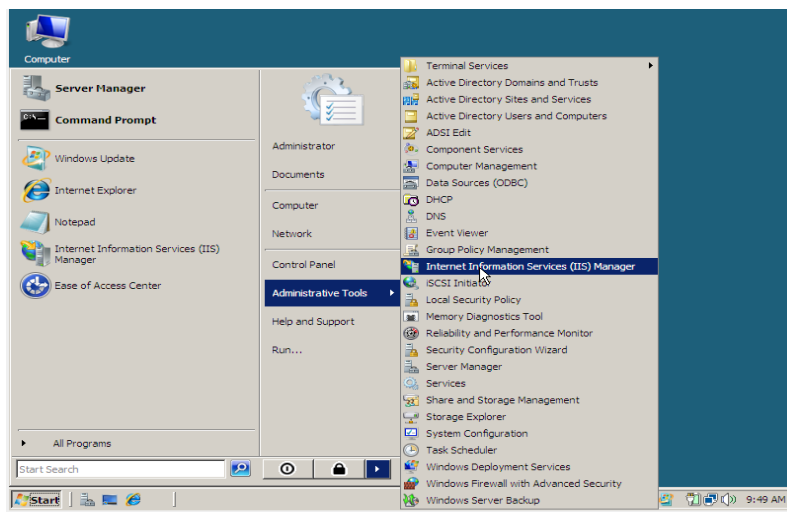 Computer
Server Manager
Command Prompt
Windows Update
Internet Explorer
Notepad
Internet Information Services (IIS)
Manager
Ease of Access Center
All Programs
Start Search
Administrator
Documents
Computer
Network
Control Panel
Administrative Tools
Help and Support
Run...
Terminal Services
Active Directory Domains and Trusts
Active Directory Sites and Services
Active Directory Users and Computers
ADSI Edit
Component Services
Computer Management
Data Sources (ODBC)
DHCP
DNS
Event Viewer
Group Policy Management
Internet Information Services (IIS) Manager
iSCSI Initiator
Local Security Policy
Memory Diagnostics Tool
Reliability and Performance Monitor
Security Configuration Wizard
Server Manager
Services
Share and Storage Management
Storage Explorer
System Configuration
Task Scheduler
Windows Deployment Services
Windows Firewall with Advanced Security
Windows Server Backup
Start
9:49 AM